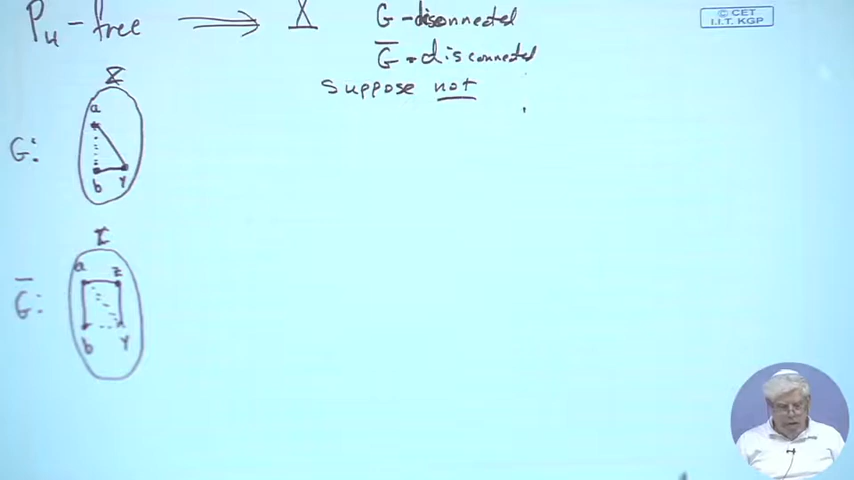 P4-free ⟹ X G-disconnected
© CET
I.I.T. KGP
G̅-disconnected
Suppose not
X
a
G:
b y
I
a z
G̅:
b y